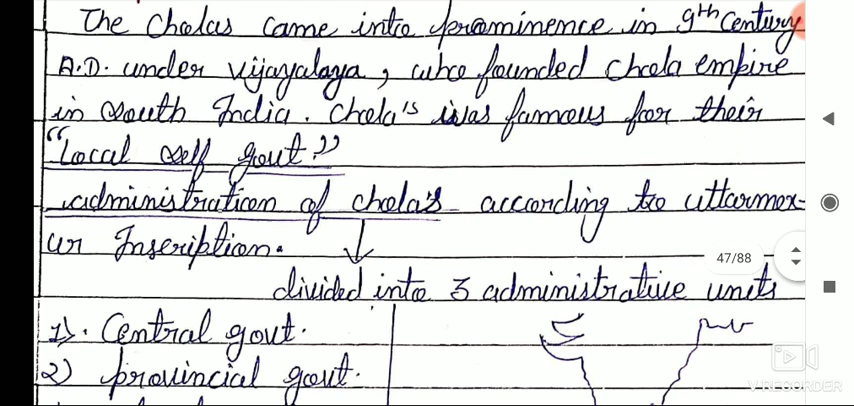 The Cholas came into prominence in 9th Century
A.D. under vijayalaya, who founded Chola empire
in South India. Chola's was famous for their
"Local self govt."
administration of chola's according to uttarmer-
ur Inscription.
47/88
divided into 3 administrative units
1). Central govt.
2) provincial govt.
V RECORDER